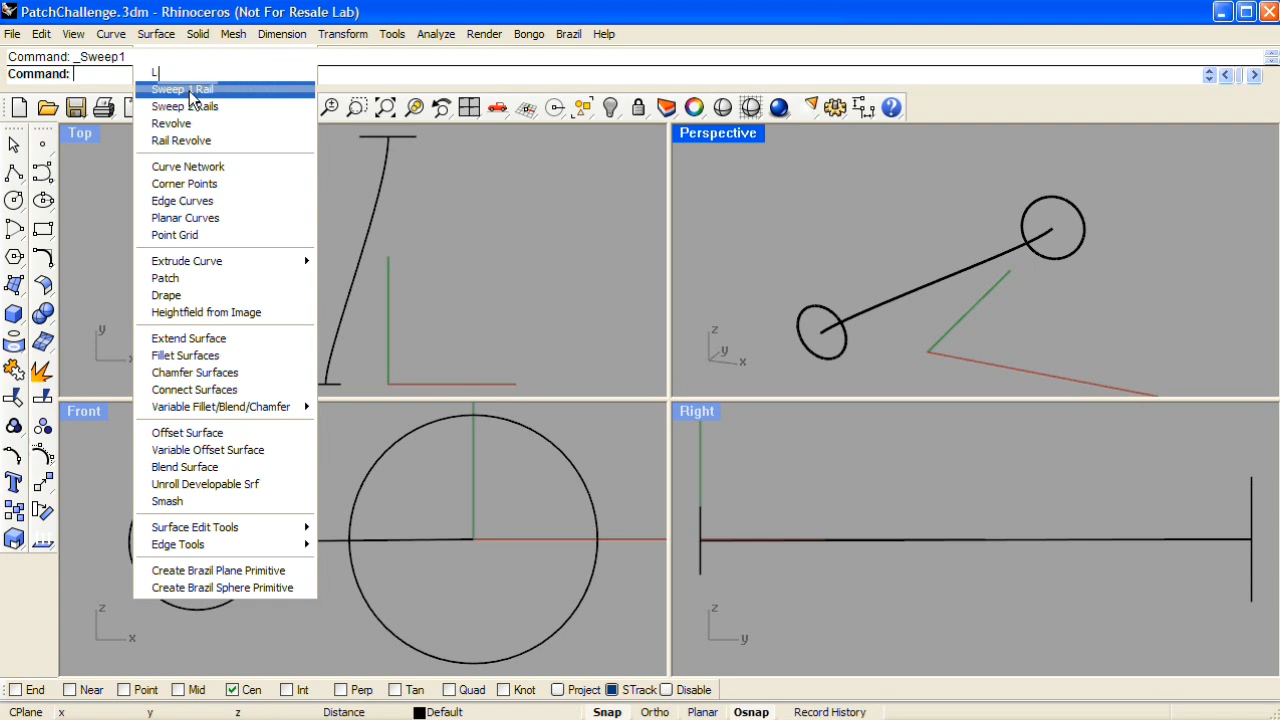 PatchChallenge.3dm - Rhinoceros (Not For Resale Lab)
File Edit View Curve Surface Solid Mesh Dimension Transform Tools Analyze Render Bongo Brazil Help
Command: _Sweep1
Command:
L
Sweep 1 Rail
Sweep 2 Rails
Revolve
Rail Revolve
Curve Network
Corner Points
Edge Curves
Planar Curves
Point Grid
Extrude Curve
Patch
Drape
Heightfield from Image
Extend Surface
Fillet Surfaces
Chamfer Surfaces
Connect Surfaces
Variable Fillet/Blend/Chamfer
Offset Surface
Variable Offset Surface
Blend Surface
Unroll Developable Srf
Smash
Surface Edit Tools
Edge Tools
Create Brazil Plane Primitive
Create Brazil Sphere Primitive
Top
y
Perspective
z
y
x
Front
z
x
Right
z
y
End Near Point Mid Cen Int Perp Tan Quad Knot Project STrack Disable
CPlane x y z Distance Default Snap Ortho Planar Osnap Record History